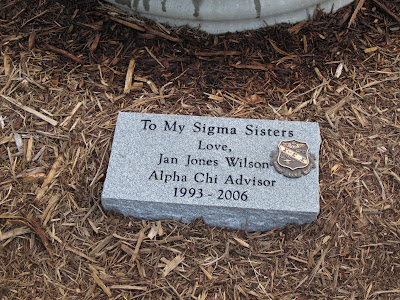 To My Sigma Sisters
Love,
Jan Jones Wilson
Alpha Chi Advisor
1993-2006